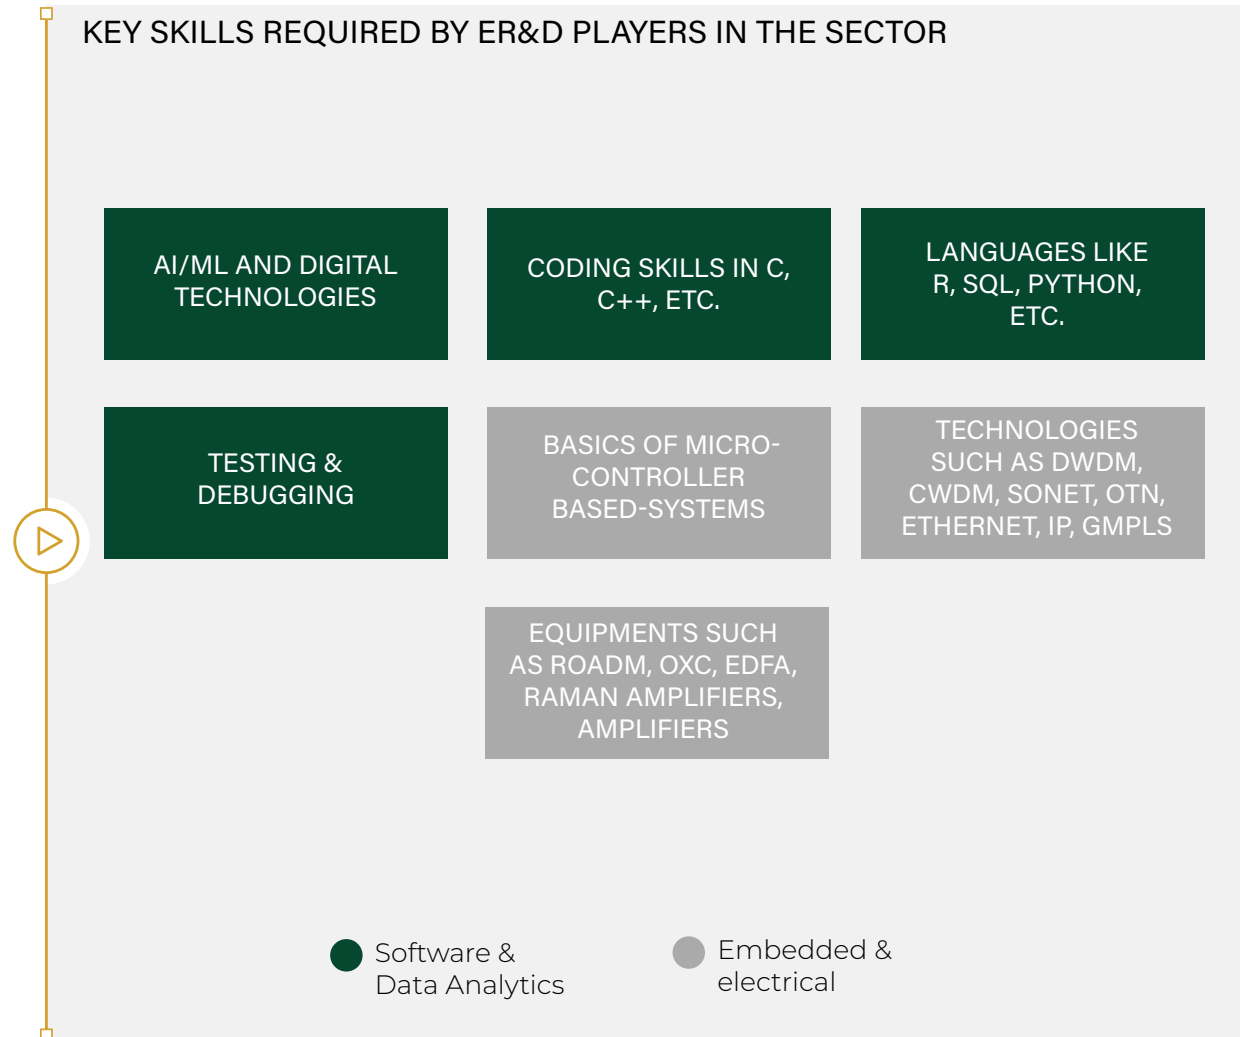 KEY SKILLS REQUIRED BY ER&D PLAYERS IN THE SECTOR
AI/ML AND DIGITAL
TECHNOLOGIES
CODING SKILLS IN C,
C++, ETC.
LANGUAGES LIKE
R, SQL, PYTHON,
ETC.
TESTING &
DEBUGGING
BASICS OF MICRO-
CONTROLLER
BASED-SYSTEMS
TECHNOLOGIES
SUCH AS DWDM,
CWDM, SONET, OTN,
ETHERNET, IP, GMPLS
EQUIPMENTS SUCH
AS ROADM, OXC, EDFA,
RAMAN AMPLIFIERS,
AMPLIFIERS
Software &
Data Analytics
Embedded &
electrical